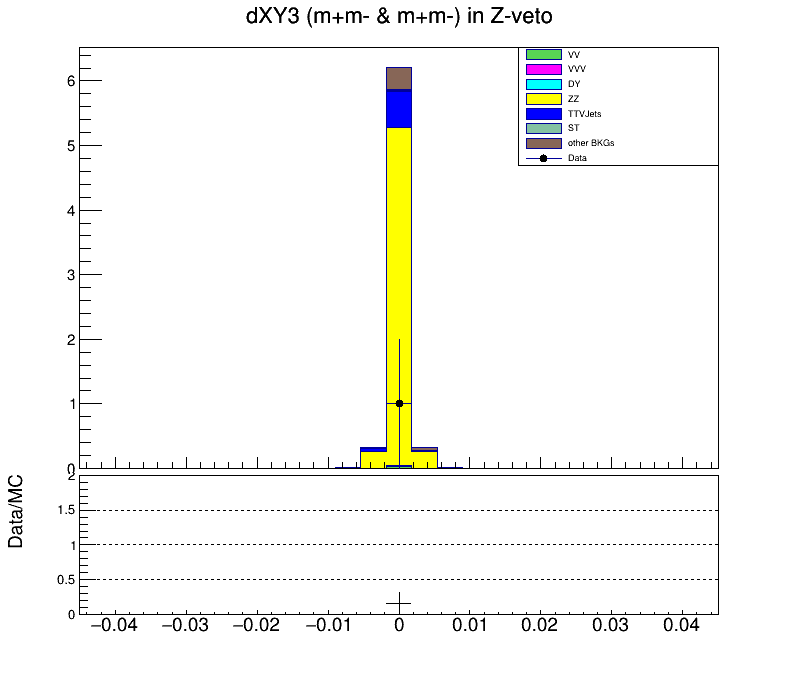 dXY3 (m+m- & m+m-) in Z-veto
VV
VVV
DY
ZZ
TTVJets
ST
other BKGs
Data
6
5
4
3
2
1
0
Data/MC
2
1.5
1
0.5
0
−0.04 −0.03 −0.02 −0.01 0 0.01 0.02 0.03 0.04